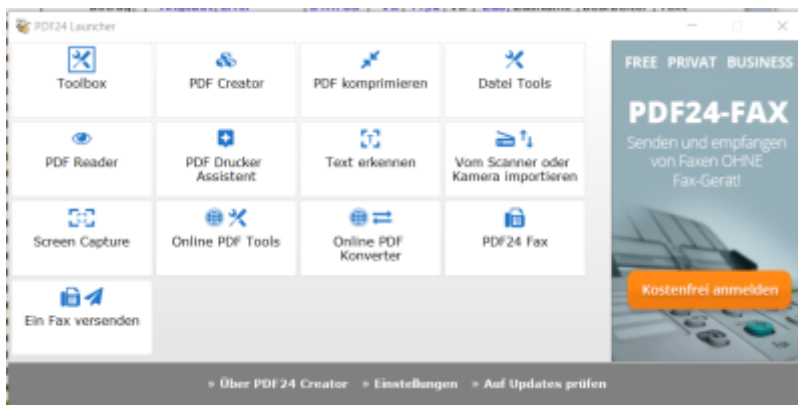 PDF24 Launcher
Toolbox
PDF Creator
PDF komprimieren
Datei Tools
PDF Reader
PDF Drucker
Assistent
Text erkennen
Vom Scanner oder
Kamera importieren
Screen Capture
Online PDF Tools
Online PDF
Konverter
PDF24 Fax
Ein Fax versenden
FREE PRIVAT BUSINESS
PDF24-FAX
Senden und empfangen
von Faxen OHNE
Fax-Gerät!
Kostenfrei anmelden
» Über PDF24 Creator » Einstellungen » Auf Updates prüfen